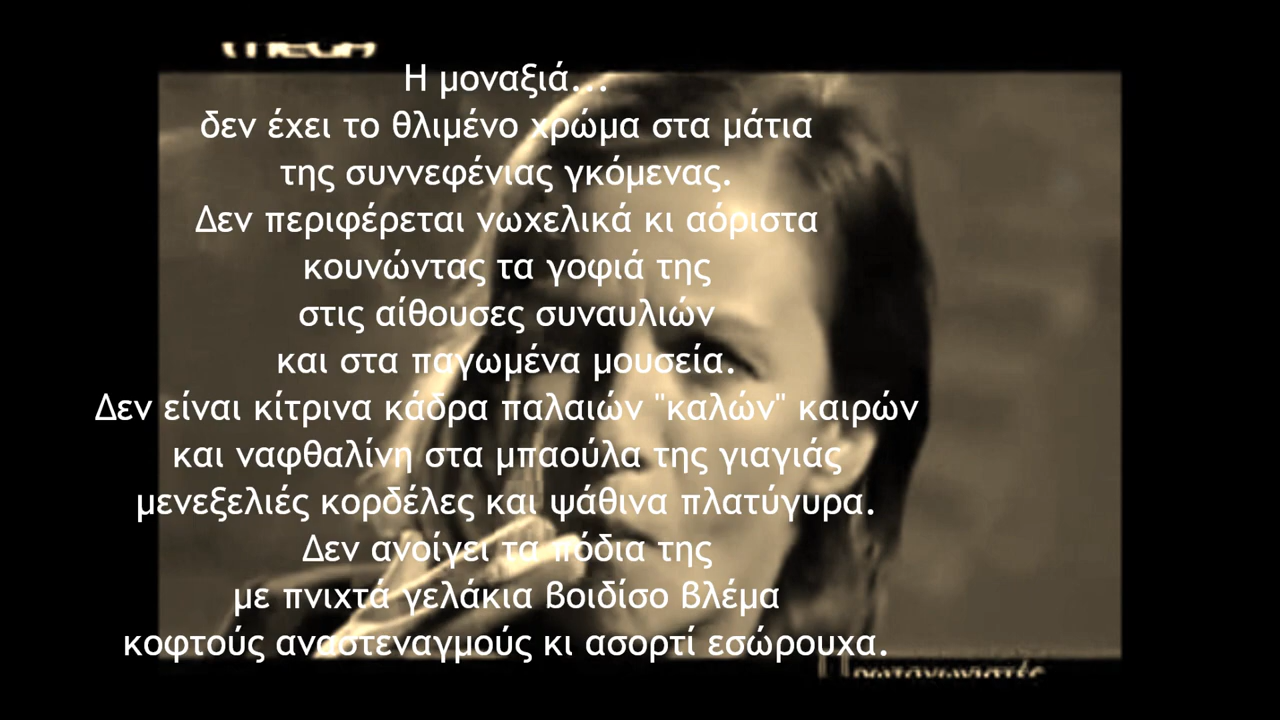 Η μοναξιά...
δεν έχει το θλιμένο χρώμα στα μάτια
της συννεφένιας γκόμενας.
Δεν περιφέρεται νωχελικά κι αόριστα
κουνώντας τα γοφιά της
στις αίθουσες συναυλιών
και στα παγωμένα μουσεία.
Δεν είναι κίτρινα κάδρα παλαιών "καλών" καιρών
και ναφθαλίνη στα μπαούλα της γιαγιάς
μενεξελιές κορδέλες και ψάθινα πλατύγυρα.
Δεν ανοίγει τα πόδια της
με πνιχτά γελάκια βοιδίσο βλέμα
κοφτούς αναστεναγμούς κι ασορτί εσώρουχα.